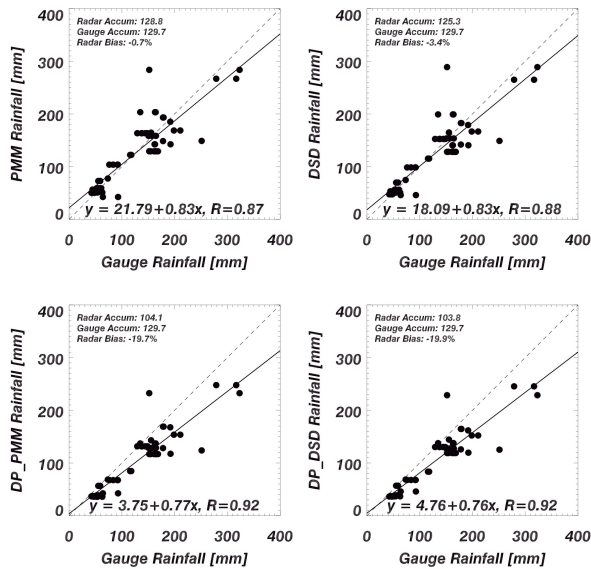 Radar Accum: 128.8
Gauge Accum: 129.7
Radar Bias: -0.7%
400
300
200
100
0
PMM Rainfall [mm]
y = 21.79+0.83x, R=0.87
0 100 200 300 400
Gauge Rainfall [mm]
Radar Accum: 125.3
Gauge Accum: 129.7
Radar Bias: -3.4%
400
300
200
100
0
DSD Rainfall [mm]
y = 18.09+0.83x, R=0.88
0 100 200 300 400
Gauge Rainfall [mm]
Radar Accum: 104.1
Gauge Accum: 129.7
Radar Bias: -19.7%
400
300
200
100
0
DP_PMM Rainfall [mm]
y = 3.75+0.77x, R=0.92
0 100 200 300 400
Gauge Rainfall [mm]
Radar Accum: 103.8
Gauge Accum: 129.7
Radar Bias: -19.9%
400
300
200
100
0
DP_DSD Rainfall [mm]
y = 4.76+0.76x, R=0.92
0 100 200 300 400
Gauge Rainfall [mm]